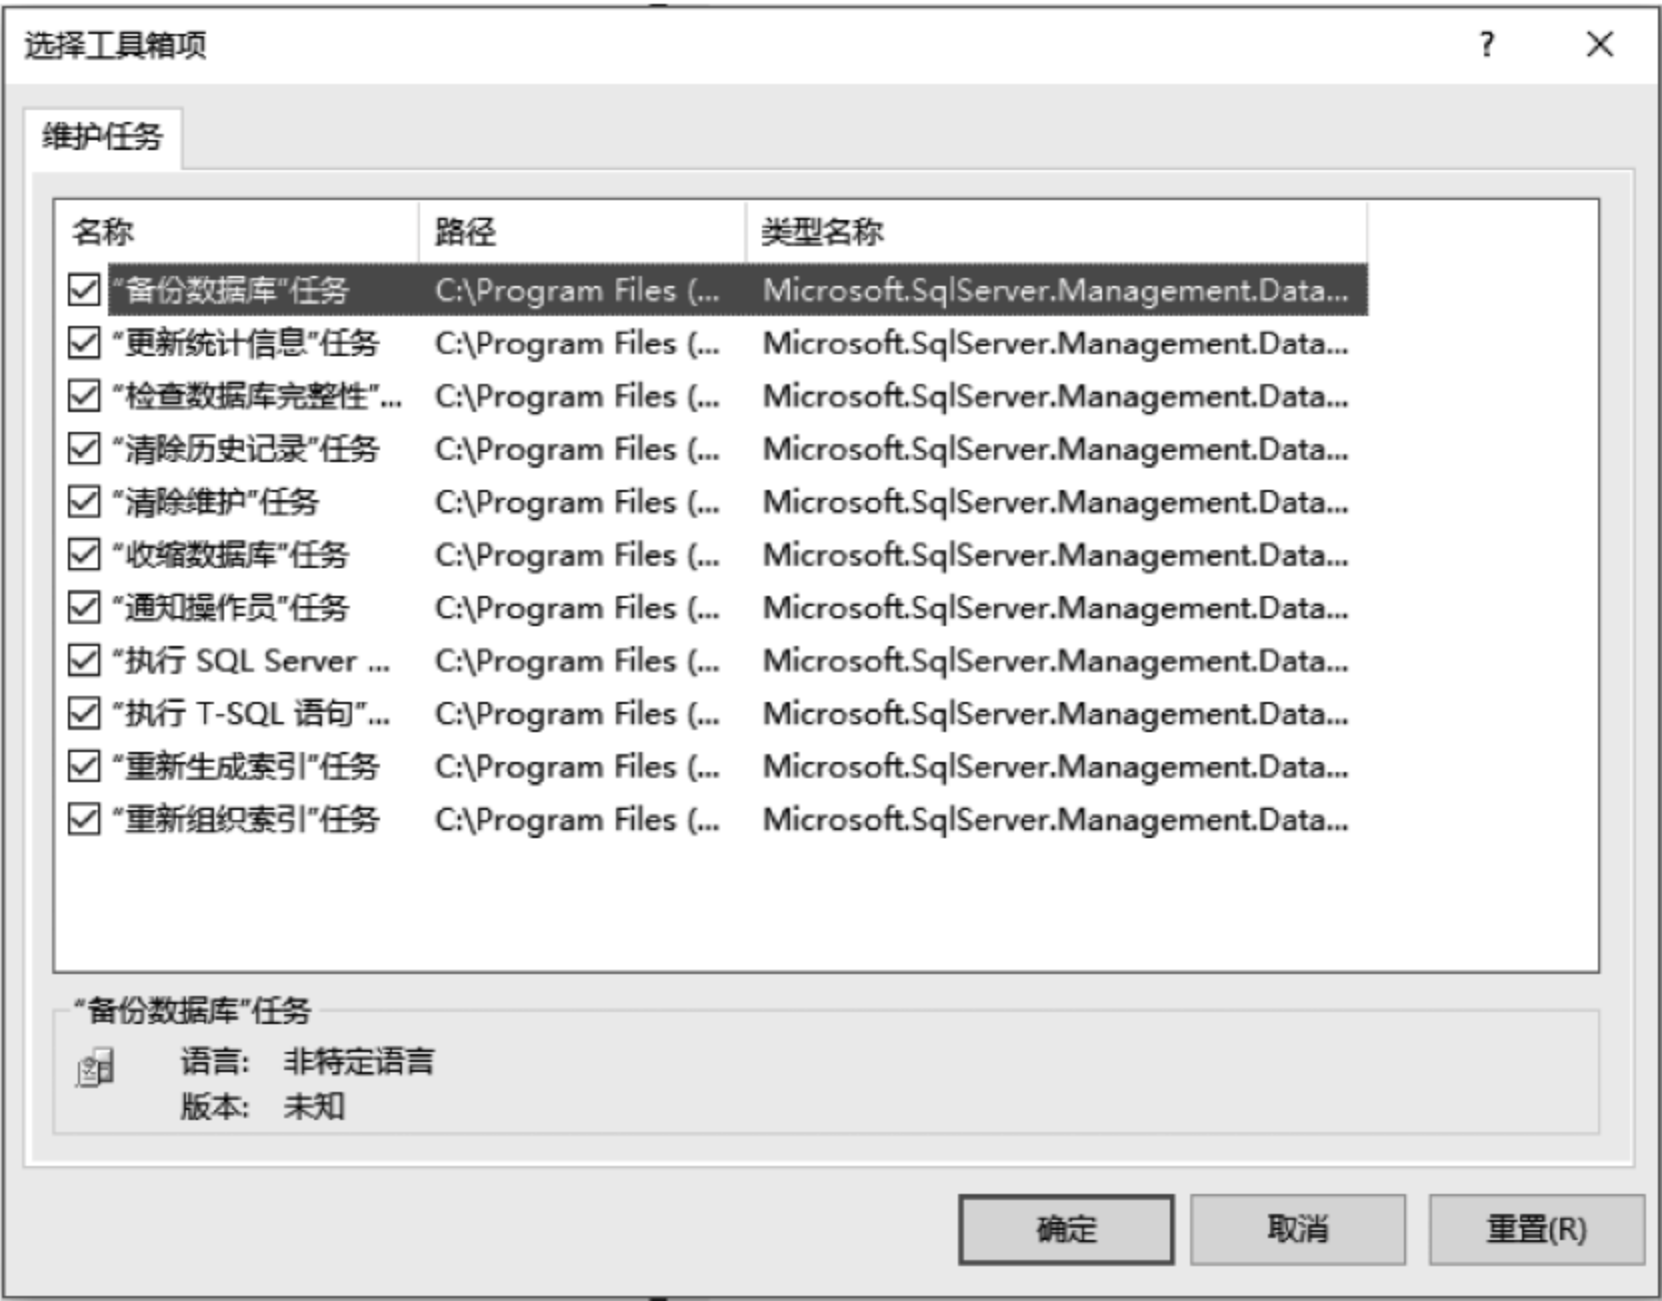 选择工具箱项 ?
维护任务
名称 路径 类型名称
“备份数据库”任务 C:\Program Files (... Microsoft.SqlServer.Management.Data...
“更新统计信息”任务 C:\Program Files (... Microsoft.SqlServer.Management.Data...
“检查数据库完整性”... C:\Program Files (... Microsoft.SqlServer.Management.Data...
“清除历史记录”任务 C:\Program Files (... Microsoft.SqlServer.Management.Data...
“清除维护”任务 C:\Program Files (... Microsoft.SqlServer.Management.Data...
“收缩数据库”任务 C:\Program Files (... Microsoft.SqlServer.Management.Data...
“通知操作员”任务 C:\Program Files (... Microsoft.SqlServer.Management.Data...
“执行 SQL Server ... C:\Program Files (... Microsoft.SqlServer.Management.Data...
“执行 T-SQL 语句”... C:\Program Files (... Microsoft.SqlServer.Management.Data...
“重新生成索引”任务 C:\Program Files (... Microsoft.SqlServer.Management.Data...
“重新组织索引”任务 C:\Program Files (... Microsoft.SqlServer.Management.Data...
“备份数据库”任务
语言: 非特定语言
版本: 未知
确定 取消 重置(R)